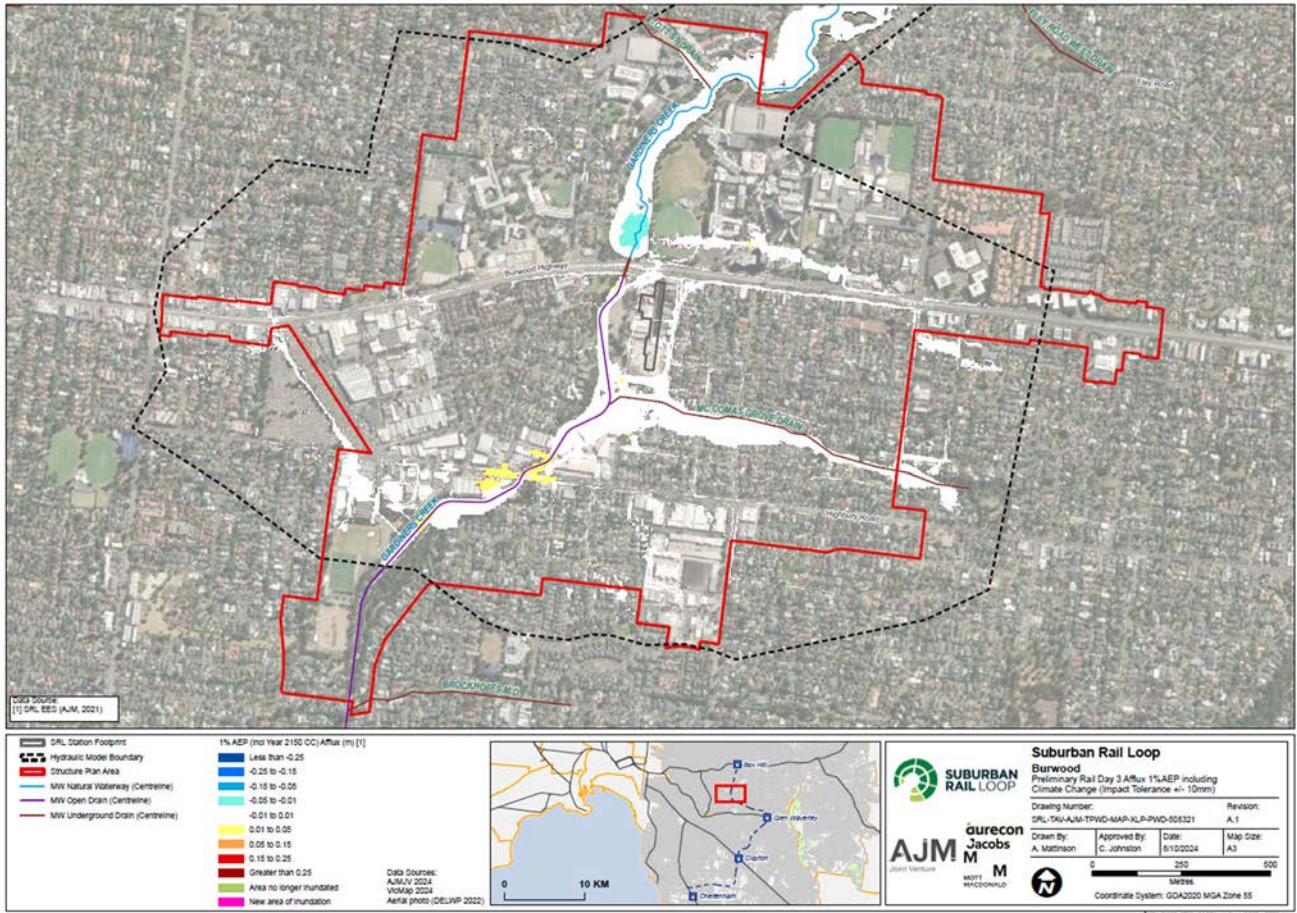 ELEY ROAD WEST DRAIN
Eley Road
GARDINERS CREEK
Burwood Highway
MC COMAS GROVE DRAIN
Highbury Road
GARDINERS CREEK
BROCKHOFFS M.D.
Data Source:
[1] SRL EES (AJM, 2021)
SRL Station Footprint
Hydraulic Model Boundary
Structure Plan Area
MW Natural Waterway (Centreline)
MW Open Drain (Centreline)
MW Underground Drain (Centreline)
1% AEP (Incl Year 2150 CC) Afflux (m) [1]
Less than -0.25
-0.25 to -0.15
-0.15 to -0.05
-0.05 to -0.01
-0.01 to 0.01
0.01 to 0.05
0.05 to 0.15
0.15 to 0.25
Greater than 0.25
Area no longer inundated
New area of inundation
Data Sources:
AJMJV 2024
VicMap 2024
Aerial photo (DELWP 2022)
Box Hill
Glen Waverley
Clayton
Cheltenham
0 10 KM
SUBURBAN
RAIL LOOP
AJM
Joint Venture
aurecon
Jacobs
M
M
MOTT
MACDONALD
Suburban Rail Loop
Burwood
Preliminary Rail Day 3 Afflux 1%AEP including
Climate Change (Impact Tolerance +/- 10mm)
Drawing Number: Revision:
SRL-TAV-AJM-TPWD-MAP-XLP-PWD-505321 A.1
Drawn By: Approved By: Date: Map Size:
A. Mattinson C. Johnston 8/10/2024 A3
N
0 250 500
Metres
Coordinate System: GDA2020 MGA Zone 55